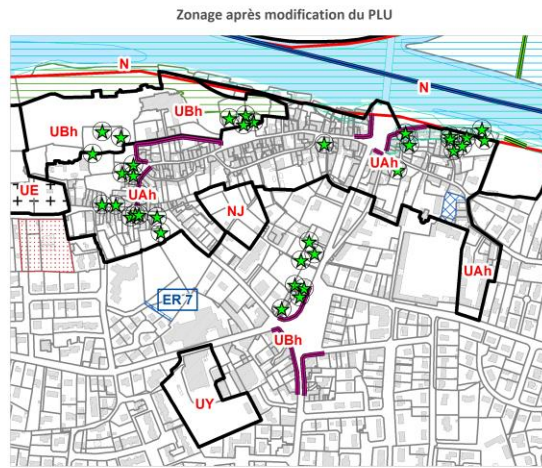 Zonage après modification du PLU
N
N
UBh
UBh
UAh
UE
UAh
NJ
UAh
ER 7
UBh
UY